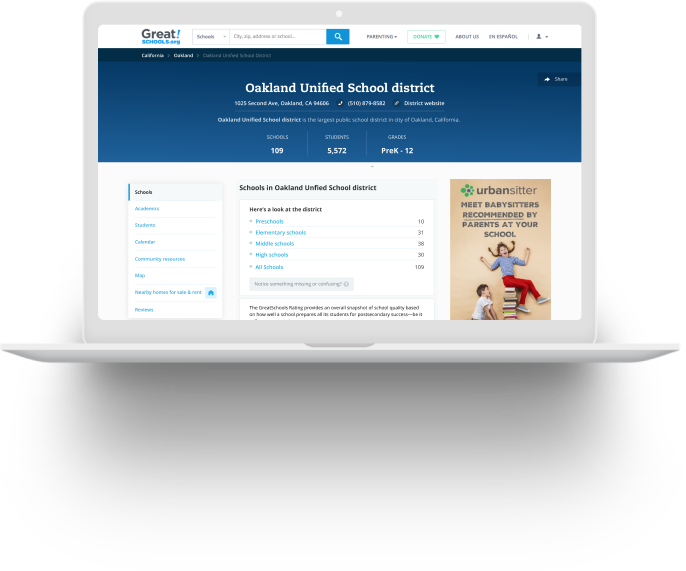 Great!
SCHOOLS.org
Schools
City, zip, address or school...
PARENTING
DONATE
ABOUT US
EN ESPAÑOL
California > Oakland > Oakland Unified School District
Share
Oakland Unified School district
1025 Second Ave, Oakland, CA 94606
(510) 879-8582
District website
Oakland Unified School district is the largest public school district in city of Oakland, California.
SCHOOLS
109
STUDENTS
5,572
GRADES
PreK - 12
Schools
Academics
Students
Calendar
Community resources
Map
Nearby homes for sale & rent
Reviews
Schools in Oakland Unfied School district
Here's a look at the district
Preschools 10
Elementary schools 31
Middle schools 38
High schools 30
All Schools 109
Notice something missing or confusing?
The GreatSchools Rating provides an overall snapshot of school quality based
on how well a school prepares all its students for postsecondary success—be it
urbansitter
MEET BABYSITTERS
RECOMMENDED BY
PARENTS AT YOUR
SCHOOL